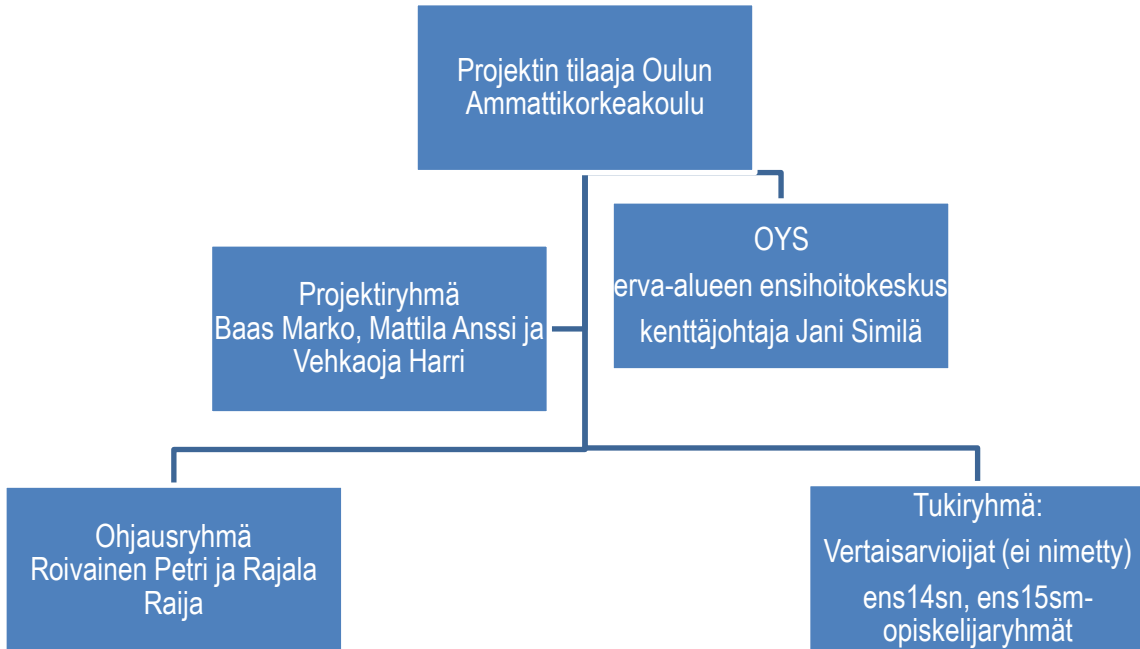 Projektin tilaaja Oulun
Ammattikorkeakoulu
OYS
erva-alueen ensihoitokeskus
kenttäjohtaja Jani Similä
Projektiryhmä
Baas Marko, Mattila Anssi ja
Vehkaoja Harri
Ohjausryhmä
Roivainen Petri ja Rajala
Raija
Tukiryhmä:
Vertaisarvioijat (ei nimetty)
ens14sn, ens15sm-
opiskelijaryhmät